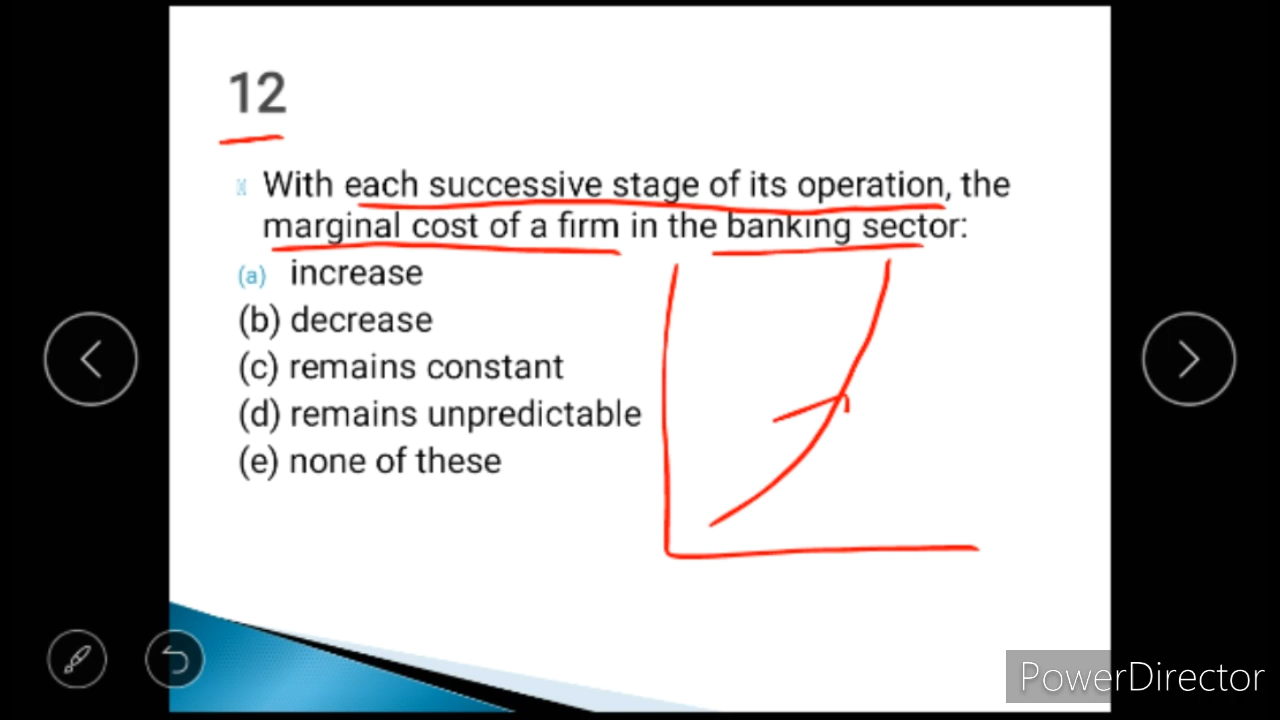 12
With each successive stage of its operation, the
marginal cost of a firm in the banking sector:
(a) increase
(b) decrease
(c) remains constant
(d) remains unpredictable
(e) none of these
PowerDirector